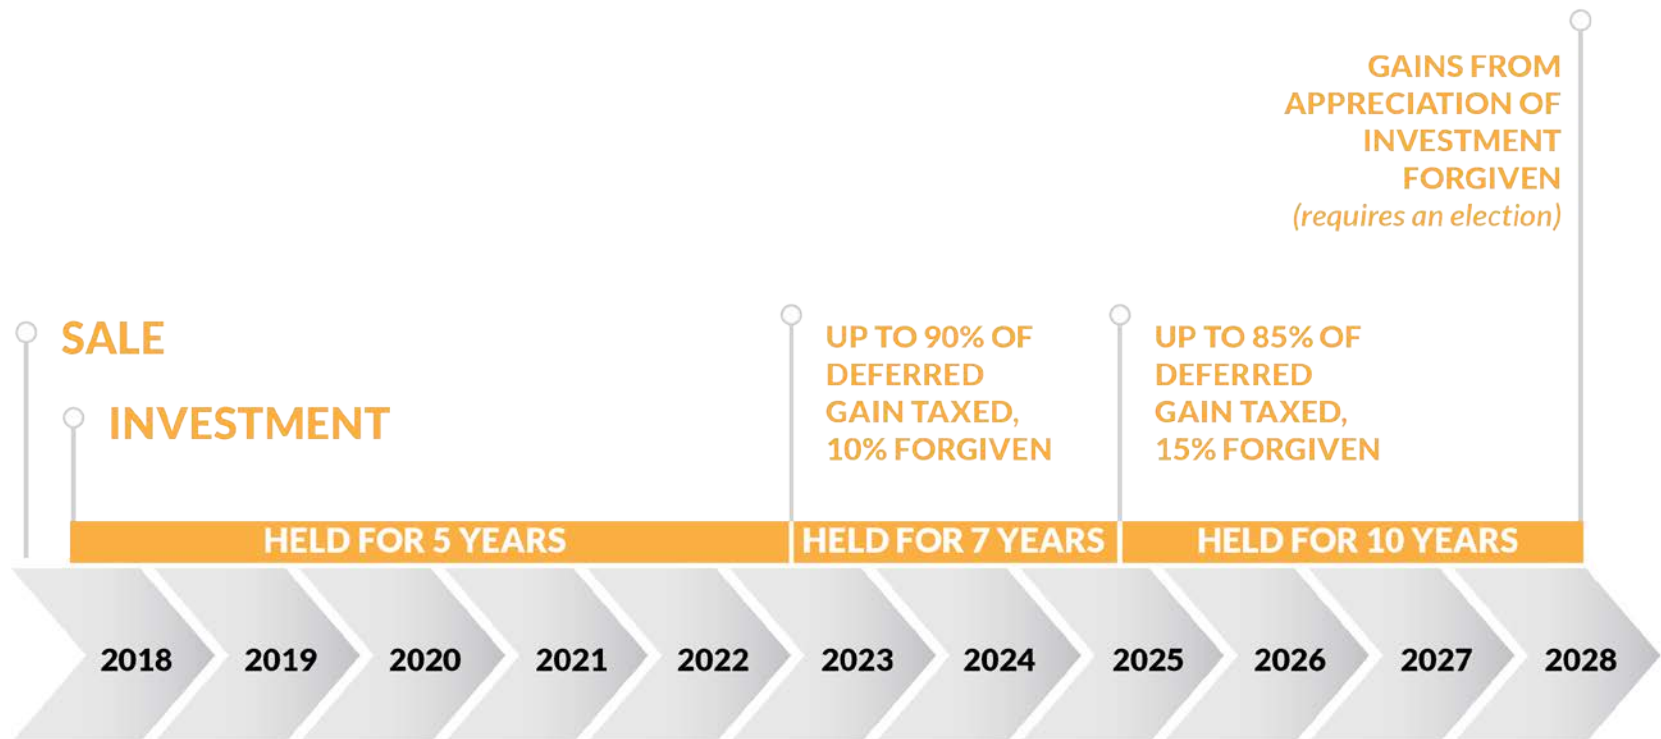 GAINS FROM
APPRECIATION OF
INVESTMENT
FORGIVEN
(requires an election)
SALE
INVESTMENT
UP TO 90% OF
DEFERRED
GAIN TAXED,
10% FORGIVEN
UP TO 85% OF
DEFERRED
GAIN TAXED,
15% FORGIVEN
HELD FOR 5 YEARS
HELD FOR 7 YEARS
HELD FOR 10 YEARS
2018
2019
2020
2021
2022
2023
2024
2025
2026
2027
2028